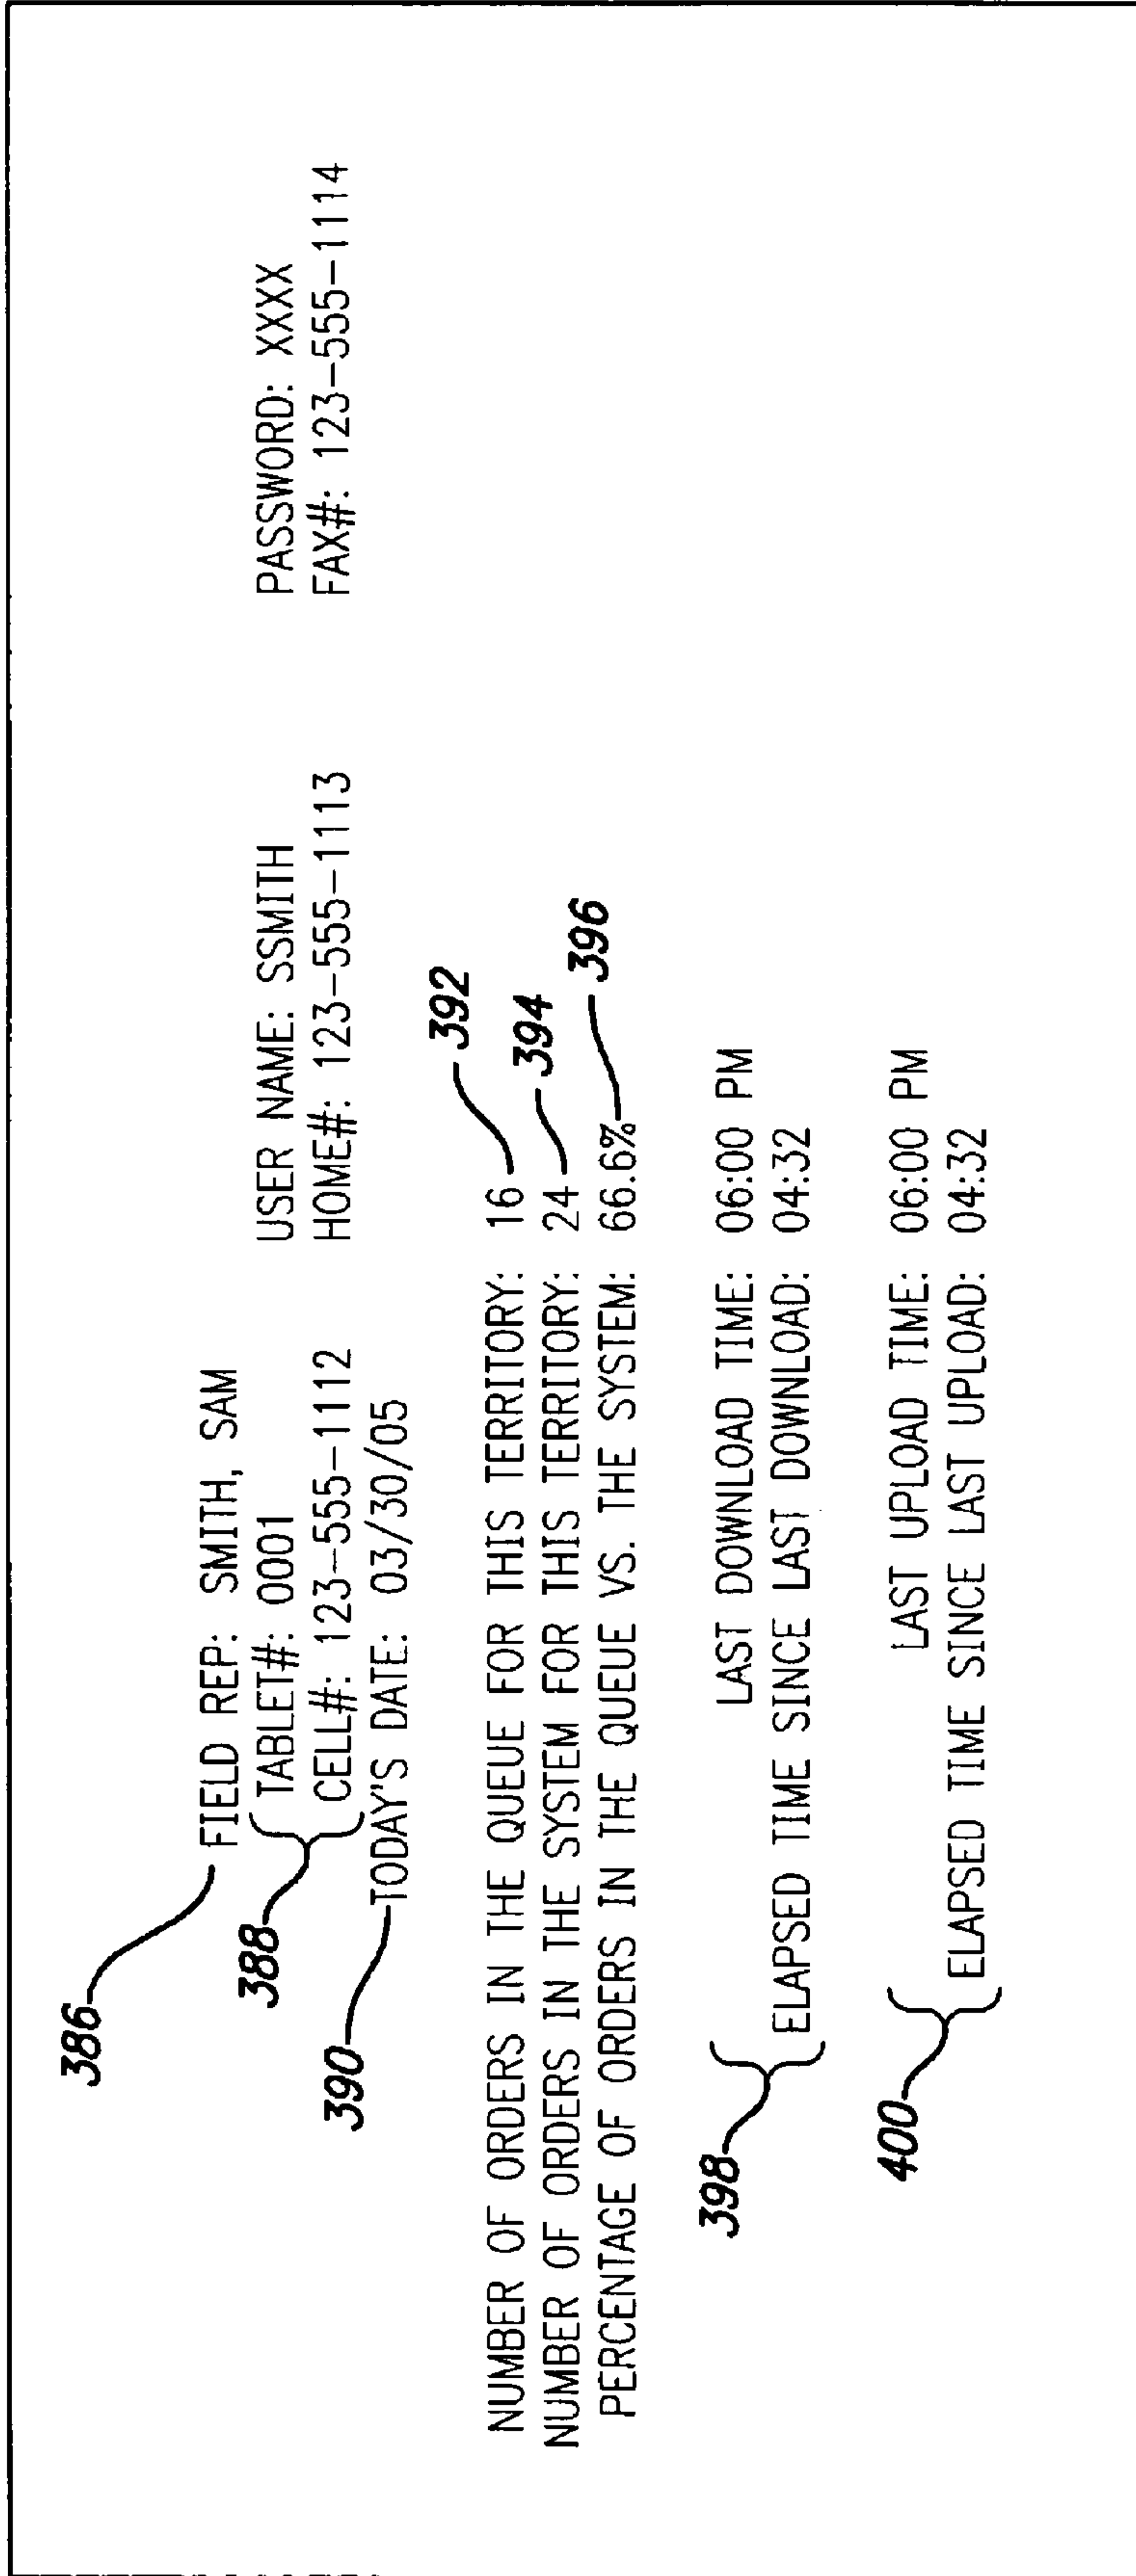 386
FIELD REP: SMITH, SAM
388 TABLET#: 0001 USER NAME: SSMITH PASSWORD: XXXX
CELL#: 123-555-1112 HOME#: 123-555-1113 FAX#: 123-555-1114
390 TODAY'S DATE: 03/30/05
NUMBER OF ORDERS IN THE QUEUE FOR THIS TERRITORY: 16 392
NUMBER OF ORDERS IN THE SYSTEM FOR THIS TERRITORY: 24 394
PERCENTAGE OF ORDERS IN THE QUEUE VS. THE SYSTEM: 66.6% 396
398 LAST DOWNLOAD TIME: 06:00 PM
ELAPSED TIME SINCE LAST DOWNLOAD: 04:32
400 LAST UPLOAD TIME: 06:00 PM
ELAPSED TIME SINCE LAST UPLOAD: 04:32